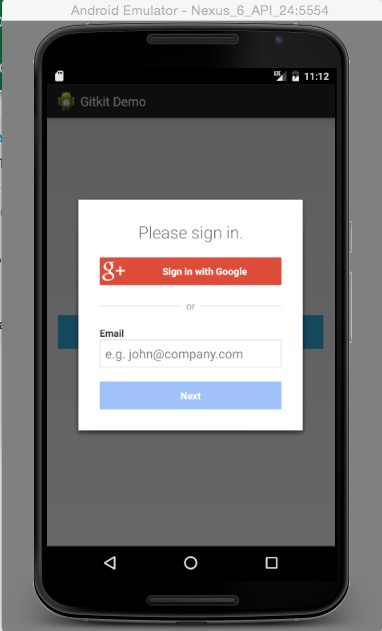 Android Emulator - Nexus_6_API_24:5554
LTE 11:12
Gitkit Demo
Please sign in.
g+ Sign in with Google
or
Email
e.g. john@company.com
Next